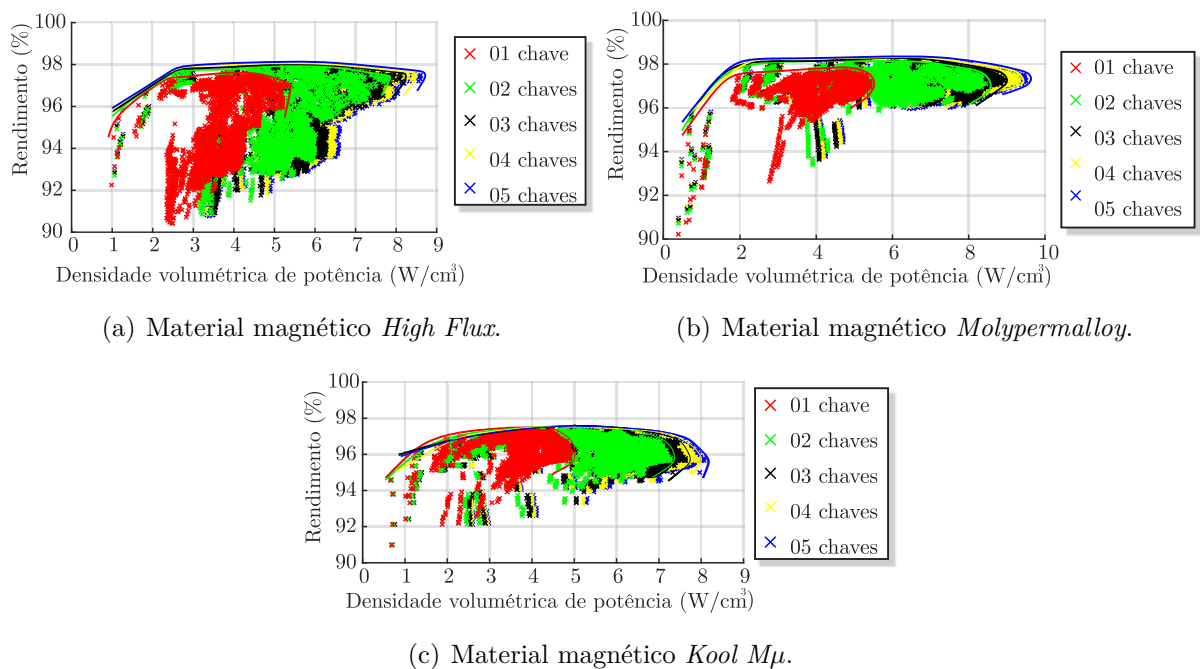 100
98
96
94
92
90
Rendimento (%)
0 1 2 3 4 5 6 7 8 9
Densidade volumétrica de potência (W/cm³)
01 chave
02 chaves
03 chaves
04 chaves
05 chaves
(a) Material magnético High Flux.
100
98
96
94
92
90
Rendimento (%)
0 2 4 6 8 10
Densidade volumétrica de potência (W/cm³)
01 chave
02 chaves
03 chaves
04 chaves
05 chaves
(b) Material magnético Molypermalloy.
100
98
96
94
92
90
Rendimento (%)
0 1 2 3 4 5 6 7 8 9
Densidade volumétrica de potência (W/cm³)
01 chave
02 chaves
03 chaves
04 chaves
05 chaves
(c) Material magnético Kool Mμ.